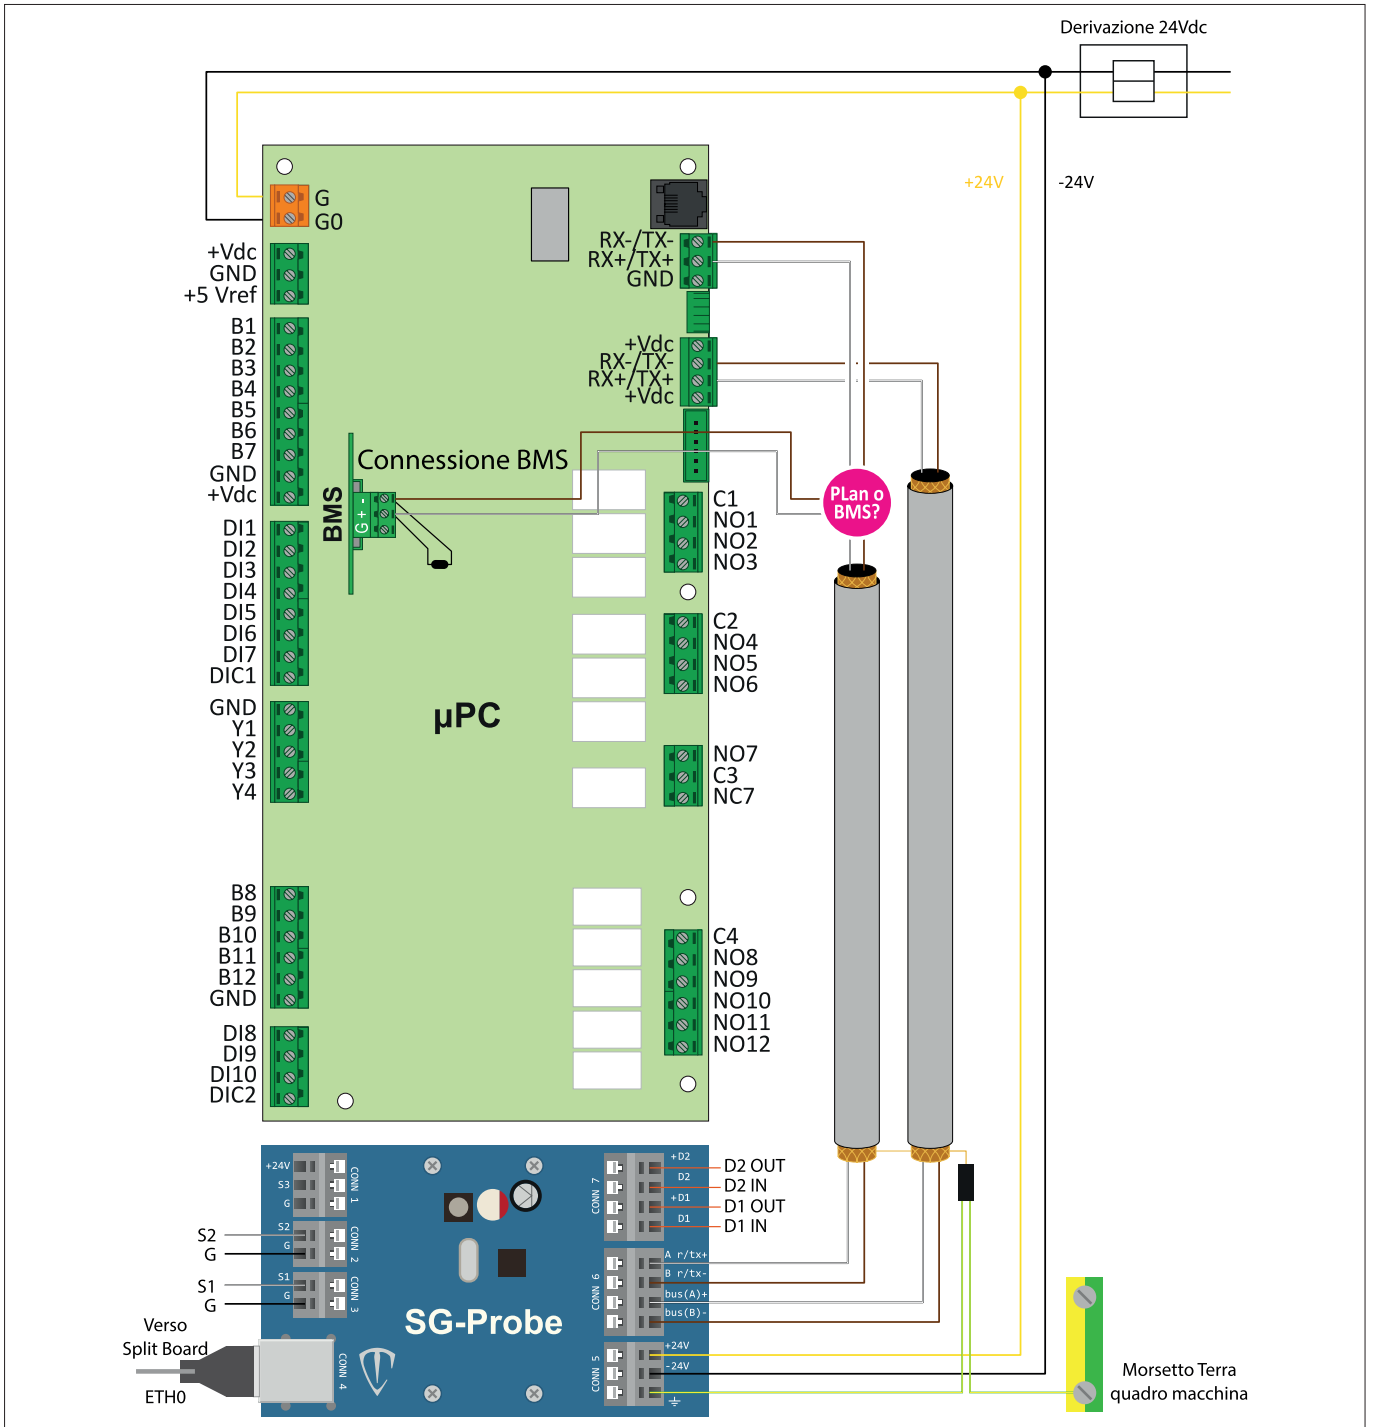 Derivazione 24Vdc
+24V
-24V
G
G0
+Vdc
GND
+5 Vref
B1
B2
B3
B4
B5
B6
B7
GND
+Vdc
DI1
DI2
DI3
DI4
DI5
DI6
DI7
DIC1
GND
Y1
Y2
Y3
Y4
B8
B9
B10
B11
B12
GND
DI8
DI9
DI10
DIC2
RX-/TX-
RX+/TX+
GND
+Vdc
RX-/TX-
RX+/TX+
+Vdc
Connessione BMS
BMS
G + -
PLan o
BMS?
C1
NO1
NO2
NO3
C2
NO4
NO5
NO6
µPC
NO7
C3
NC7
C4
NO8
NO9
NO10
NO11
NO12
+24V
S3
G
CONN 1
S2
G
CONN 2
S1
G
CONN 3
S2
G
S1
G
Verso
Split Board
ETH0
CONN 4
SG-Probe
CONN 7
+D2
D2
+D1
D1
D2 OUT
D2 IN
D1 OUT
D1 IN
CONN 6
A r/tx+
B r/tx-
bus(A)+
bus(B)-
CONN 5
+24V
-24V
Morsetto Terra
quadro macchina